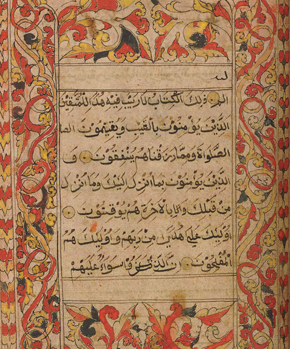 الم ذلك الكتاب لا ريب فيه هدى للمتقين
الذين يؤمنون بالغيب ويقيمون
الصلوة ومما رزقناهم ينفقون و
الذين يؤمنون بما انزل اليك وما انزل
من قبلك وبالاخرة هم يوقنون
اولئك على هدى من ربهم واولئك هم
المفلحون ان الذين كفروا سواء عليهم